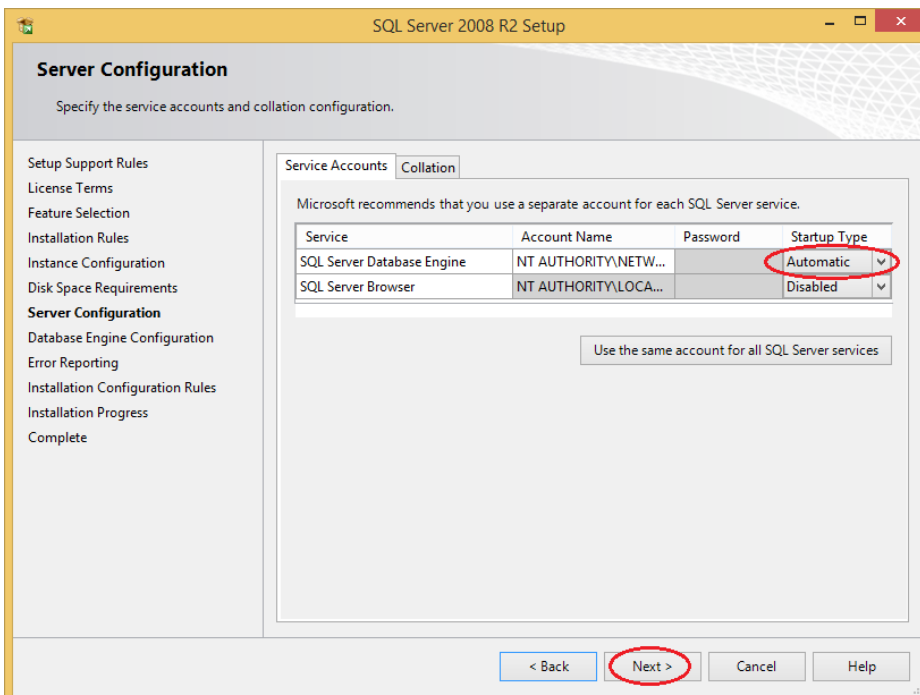 SQL Server 2008 R2 Setup
Server Configuration
Specify the service accounts and collation configuration.
Setup Support Rules
License Terms
Feature Selection
Installation Rules
Instance Configuration
Disk Space Requirements
Server Configuration
Database Engine Configuration
Error Reporting
Installation Configuration Rules
Installation Progress
Complete
Service Accounts Collation
Microsoft recommends that you use a separate account for each SQL Server service.
Service Account Name Password Startup Type
SQL Server Database Engine NT AUTHORITY\NETW... Automatic
SQL Server Browser NT AUTHORITY\LOCA... Disabled
Use the same account for all SQL Server services
< Back Next > Cancel Help